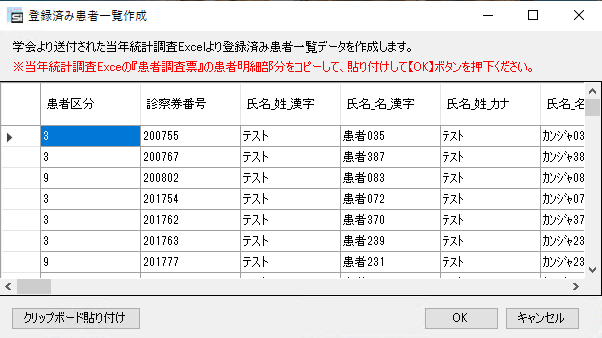 登録済み患者一覧作成
学会より送付された当年統計調査Excelより登録済み患者一覧データを作成します。
※当年統計調査Exceの『患者調査票』の患者明細部分をコピーして、貼り付けして【OK】ボタンを押下ください。
患者区分 診察券番号 氏名_姓_漢字 氏名_名_漢字 氏名_姓_カナ 氏名_名
3 200755 テスト 患者035 テスト カンジャ03
3 200767 テスト 患者387 テスト カンジャ38
9 200802 テスト 患者083 テスト カンジャ08
3 201754 テスト 患者072 テスト カンジャ07
3 201762 テスト 患者370 テスト カンジャ37
3 201763 テスト 患者239 テスト カンジャ23
9 201777 テスト 患者231 テスト カンジャ23
クリップボード貼り付け OK キャンセル